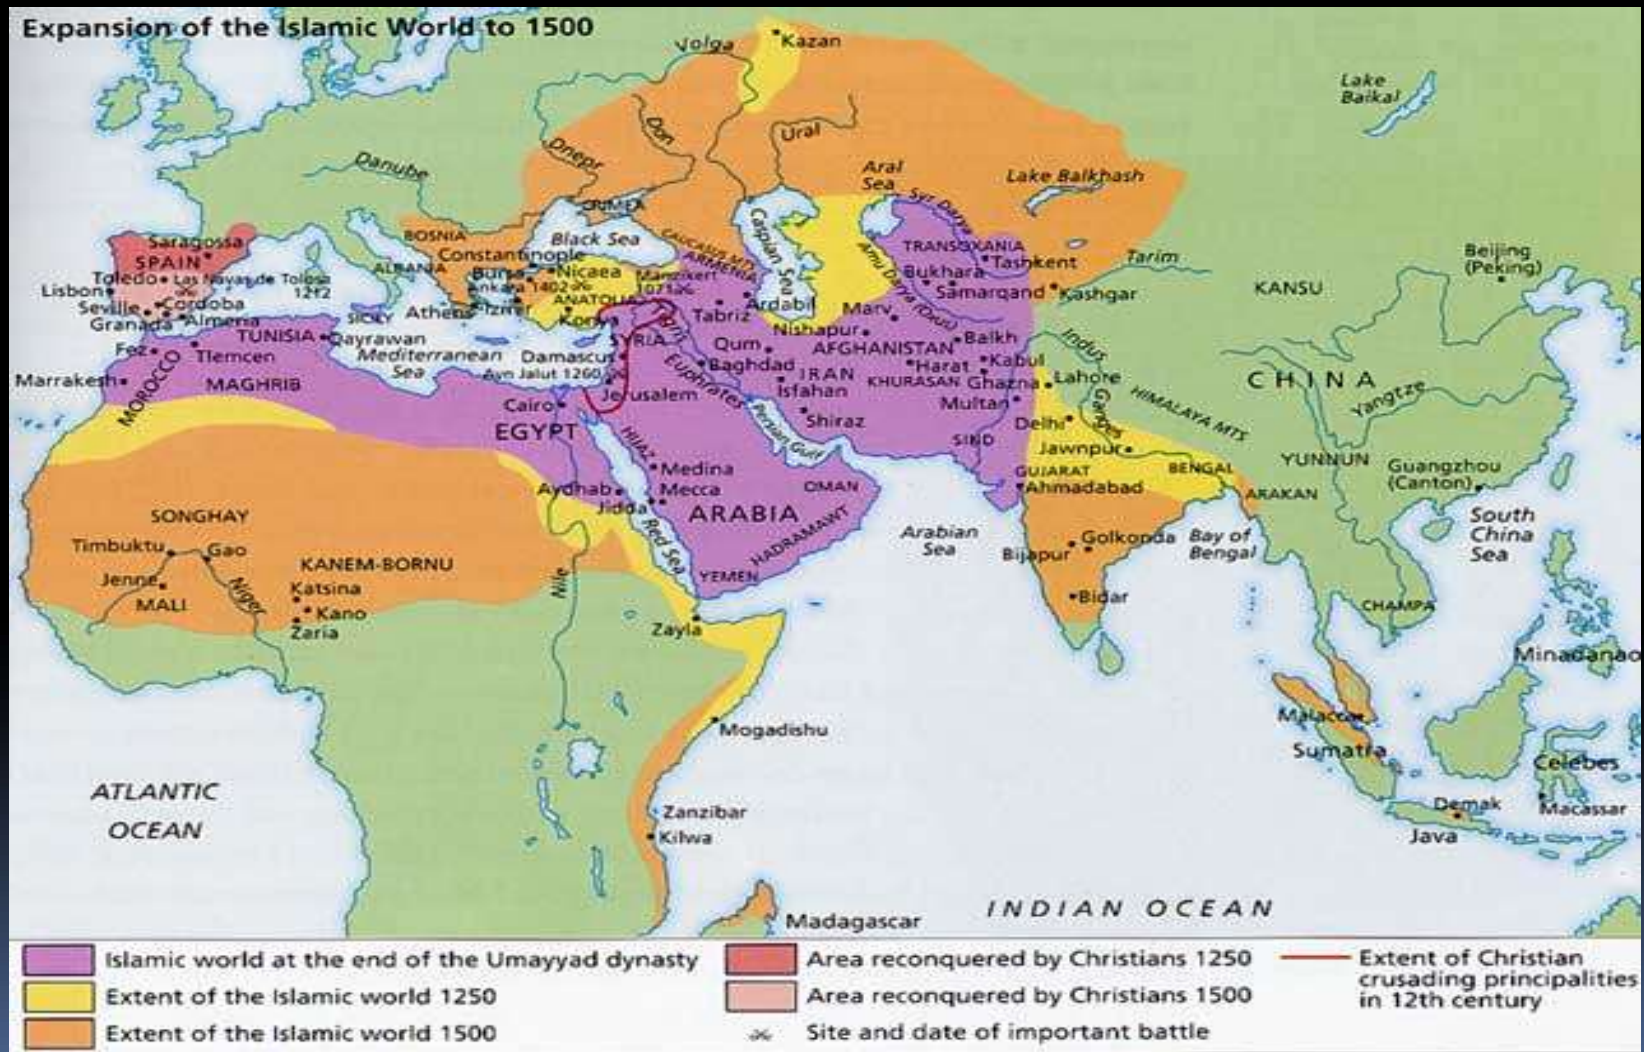 Expansion of the Islamic World to 1500
Volga
Kazan
Lake
Baikal
Don
Ural
Dnepr
Danube
Aral
Sea
Lake Balkhash
Syr Darya
CRIMEA
Caspian Sea
BOSNIA
Black Sea
CAUCASUS MTS
ARMENIA
TRANSOXANIA
Tashkent
Tarim
Beijing
(Peking)
Saragossa
SPAIN
Constantinople
ALBANIA
Bursa
Nicaea
Manzikert
1071
Amu Darya (Oxus)
Bukhara
Samarqand
Kashgar
KANSU
Toledo
Las Navas de Tolosa
1212
Lisbon
Ankara 1402
ANATOLIA
Ardabil
Seville
Cordoba
Granada
Almeria
SICILY
Athens
Izmir
Konya
Tabriz
Marv
Nishapur
TUNISIA
Qayrawan
SYRIA
Tigris
Qum
AFGHANISTAN
Balkh
Indus
Fez
Tlemcen
Mediterranean
Sea
Damascus
Ayn Jalut 1260
Baghdad
IRAN
Harat
Kabul
Marrakesh
MOROCCO
MAGHRIB
Euphrates
Isfahan
KHURASAN
Ghazna
Lahore
CHINA
Jerusalem
Cairo
Persian Gulf
Shiraz
Multan
Ganges
HIMALAYA MTS
Yangtze
EGYPT
HIJAZ
Delhi
SIND
Jawnpur
Medina
GUJARAT
BENGAL
YUNNUN
Guangzhou
(Canton)
Aydhab
Mecca
OMAN
Ahmadabad
ARAKAN
Jidda
ARABIA
SONGHAY
Red Sea
HADRAMAWT
Arabian
Sea
Golkonda
Bijapur
Bay of
Bengal
South
China
Sea
Timbuktu
Gao
KANEM-BORNU
Nile
YEMEN
Jenne
Niger
Katsina
MALI
Kano
Zaria
Bidar
CHAMPA
Zayla
Minadanao
Mogadishu
Malacca
Sumatra
Celebes
ATLANTIC
OCEAN
Zanzibar
Kilwa
Demak
Macassar
Java
Madagascar
INDIAN OCEAN
Islamic world at the end of the Umayyad dynasty
Extent of the Islamic world 1250
Extent of the Islamic world 1500
Area reconquered by Christians 1250
Area reconquered by Christians 1500
Site and date of important battle
Extent of Christian
crusading principalities
in 12th century